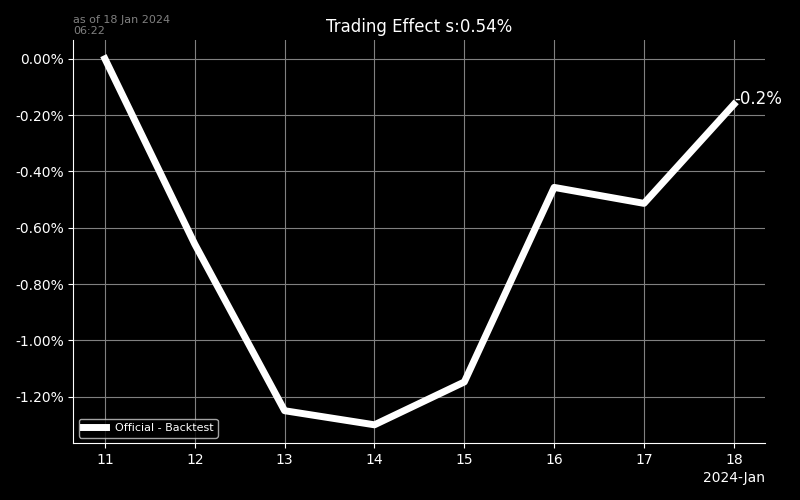 as of 18 Jan 2024
06:22
Trading Effect s:0.54%
0.00%
-0.20%
-0.40%
-0.60%
-0.80%
-1.00%
-1.20%
-0.2%
Official - Backtest
11 12 13 14 15 16 17 18
2024-Jan